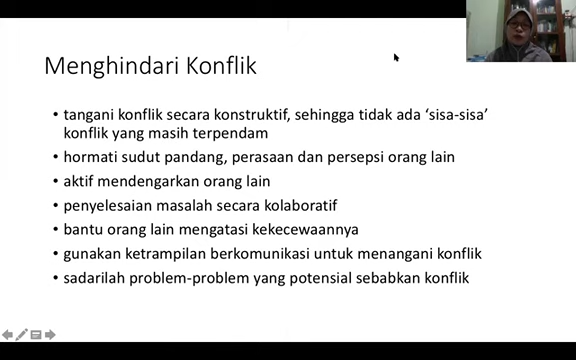 Menghindari Konflik
• tangani konflik secara konstruktif, sehingga tidak ada ‘sisa-sisa’
konflik yang masih terpendam
• hormati sudut pandang, perasaan dan persepsi orang lain
• aktif mendengarkan orang lain
• penyelesaian masalah secara kolaboratif
• bantu orang lain mengatasi kekecewaannya
• gunakan ketrampilan berkomunikasi untuk menangani konflik
• sadarilah problem-problem yang potensial sebabkan konflik